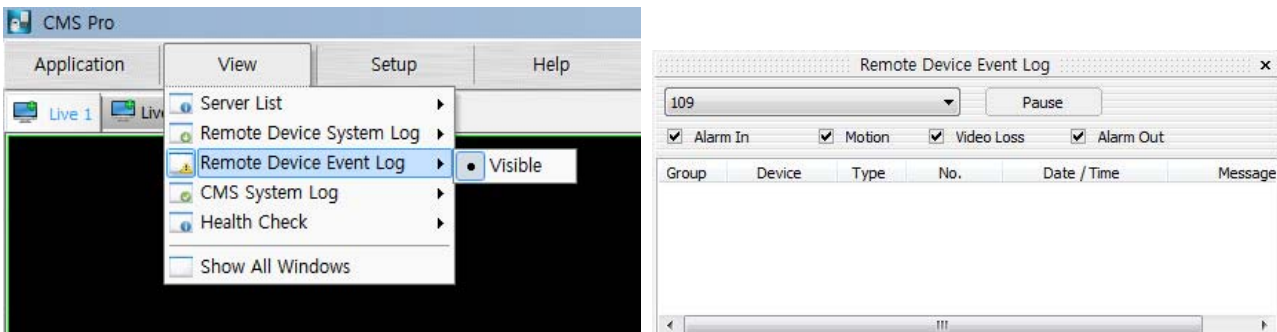 CMS Pro
Application View Setup Help
Live 1 Liv
Server List
Remote Device System Log
Remote Device Event Log
Visible
CMS System Log
Health Check
Show All Windows
Remote Device Event Log
109 Pause
Alarm In Motion Video Loss Alarm Out
Group Device Type No. Date / Time Message